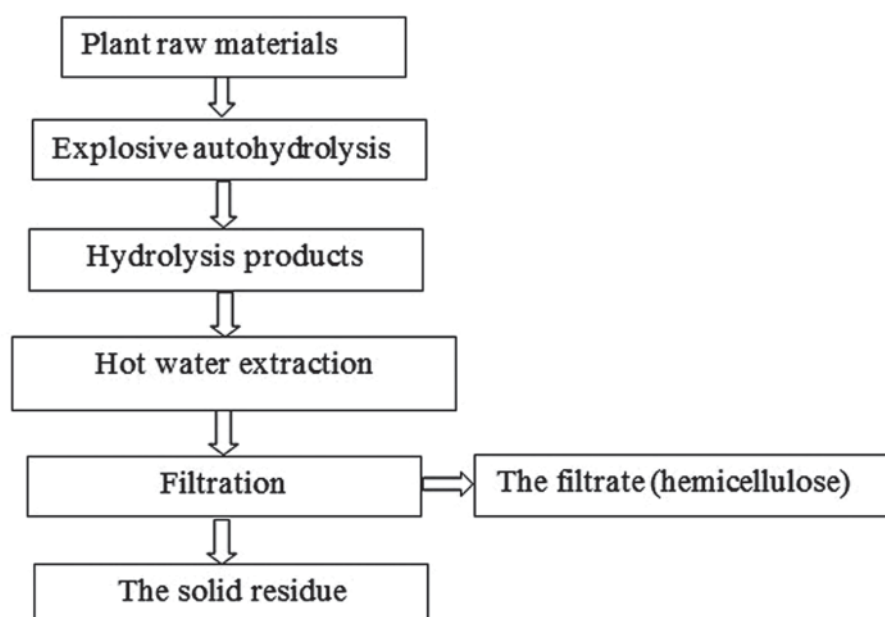 Plant raw materials
Explosive autohydrolysis
Hydrolysis products
Hot water extraction
Filtration
The filtrate (hemicellulose)
The solid residue